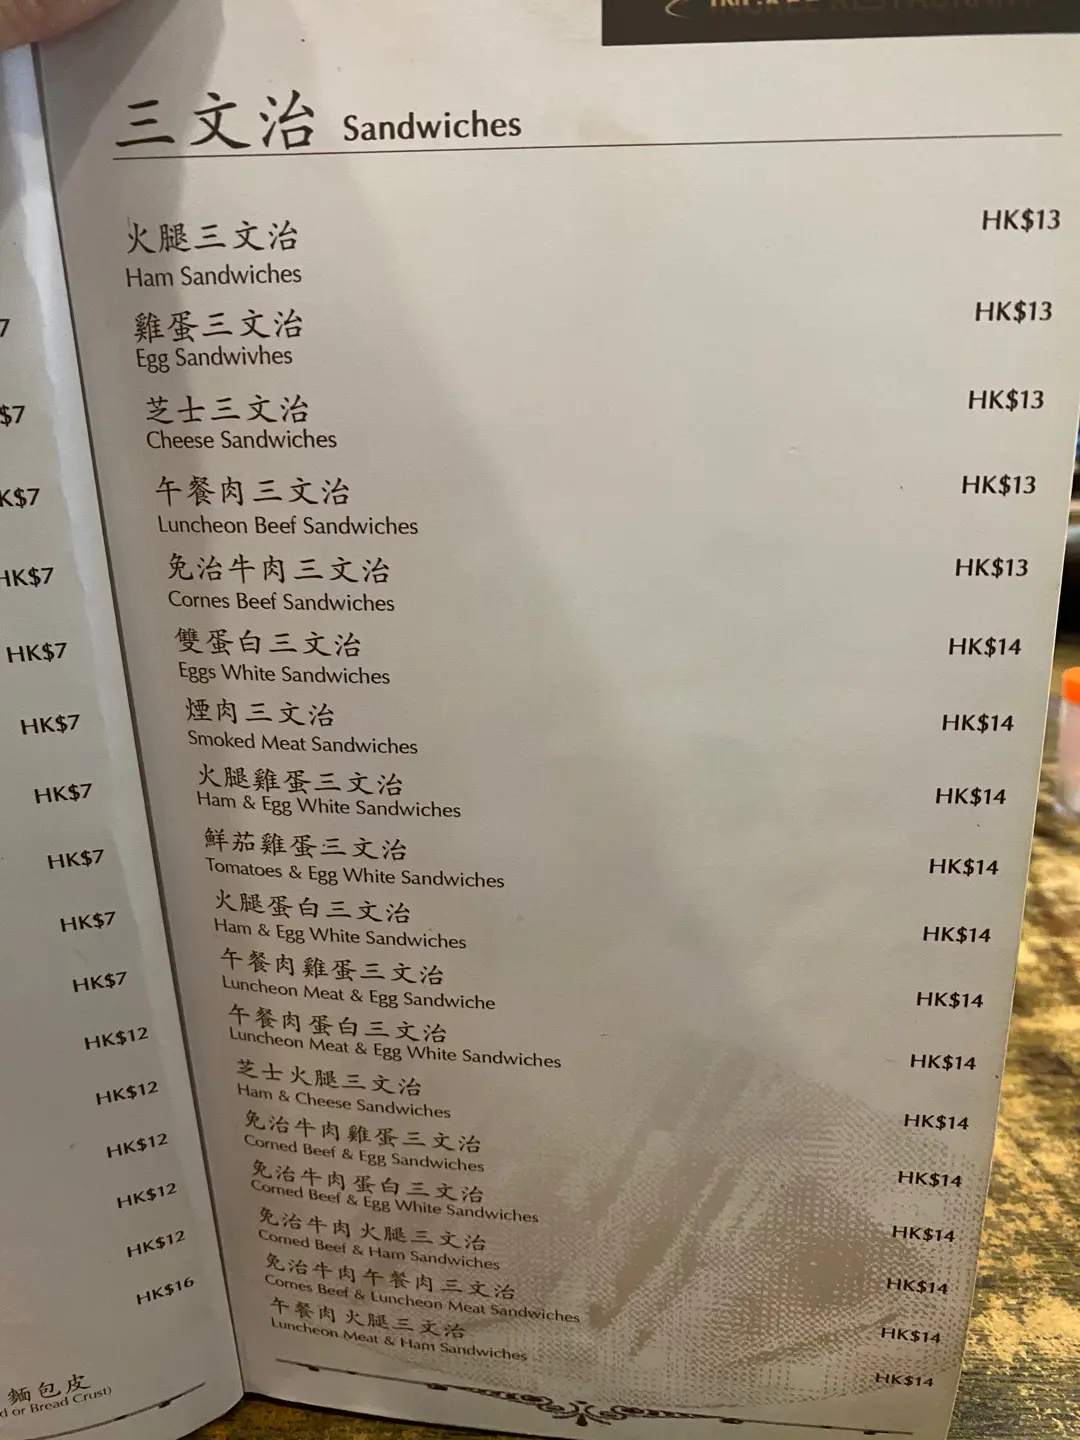 三文治 Sandwiches
火腿三文治 HK$13
Ham Sandwiches
雞蛋三文治 HK$13
Egg Sandwivhes
芝士三文治 HK$13
Cheese Sandwiches
午餐肉三文治 HK$13
Luncheon Beef Sandwiches
免治牛肉三文治 HK$13
Cornes Beef Sandwiches
雙蛋白三文治 HK$14
Eggs White Sandwiches
煙肉三文治 HK$14
Smoked Meat Sandwiches
火腿雞蛋三文治 HK$14
Ham & Egg White Sandwiches
鮮茄雞蛋三文治 HK$14
Tomatoes & Egg White Sandwiches
火腿蛋白三文治 HK$14
Ham & Egg White Sandwiches
午餐肉雞蛋三文治 HK$14
Luncheon Meat & Egg Sandwiche
午餐肉蛋白三文治 HK$14
Luncheon Meat & Egg White Sandwiches
芝士火腿三文治 HK$14
Ham & Cheese Sandwiches
免治牛肉雞蛋三文治 HK$14
Corned Beef & Egg Sandwiches
免治牛肉蛋白三文治 HK$14
Corned Beef & Egg White Sandwiches
免治牛肉火腿三文治 HK$14
Corned Beef & Ham Sandwiches
免治牛肉午餐肉三文治 HK$14
Cornes Beef & Luncheon Meat Sandwiches
午餐肉火腿三文治 HK$14
Luncheon Meat & Ham Sandwiches
7
$7
K$7
HK$7
HK$7
HK$7
HK$7
HK$7
HK$7
HK$7
HK$12
HK$12
HK$12
HK$12
HK$12
HK$16
麵包皮
or Bread Crust)